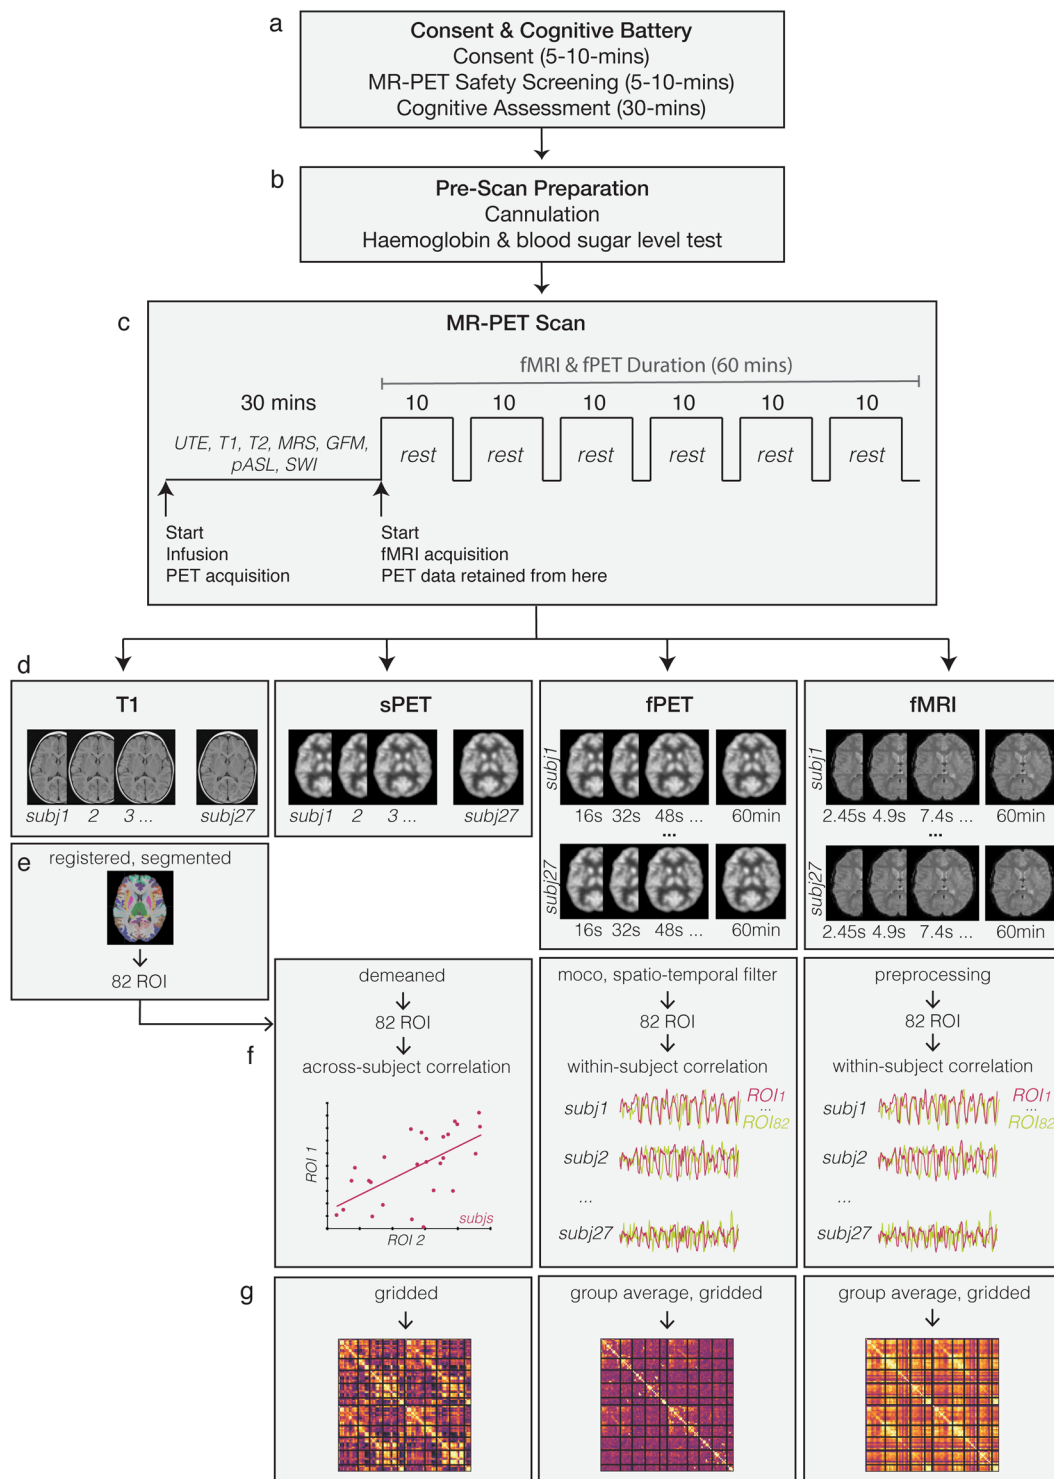 a
Consent & Cognitive Battery
Consent (5-10-mins)
MR-PET Safety Screening (5-10-mins)
Cognitive Assessment (30-mins)
b
Pre-Scan Preparation
Cannulation
Haemoglobin & blood sugar level test
c
MR-PET Scan
fMRI & fPET Duration (60 mins)
30 mins
10 10 10 10 10 10
UTE, T1, T2, MRS, GFM,
pASL, SWI
rest rest rest rest rest rest
Start
Infusion
PET acquisition
Start
fMRI acquisition
PET data retained from here
d
T1
subj1 2 3 ... subj27
sPET
subj1 2 3 ... subj27
fPET
subj1
16s 32s 48s ... 60min
...
subj27
16s 32s 48s ... 60min
fMRI
subj1
2.45s 4.9s 7.4s ... 60min
...
subj27
2.45s 4.9s 7.4s ... 60min
e
registered, segmented
82 ROI
f
demeaned
82 ROI
across-subject correlation
ROI 1
subjs
ROI 2
moco, spatio-temporal filter
82 ROI
within-subject correlation
subj1
ROI1
...
ROI82
subj2
...
subj27
preprocessing
82 ROI
within-subject correlation
subj1
ROI1
...
ROI82
subj2
...
subj27
g
gridded
group average, gridded
group average, gridded